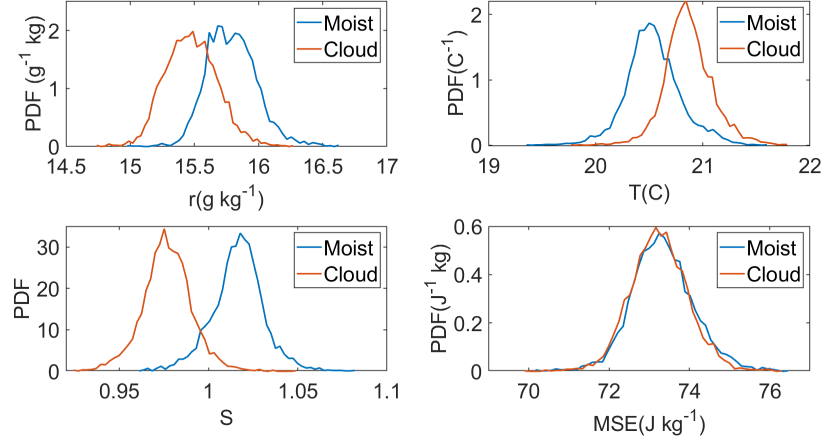 PDF (g⁻¹ kg)
2
1
0
Moist
Cloud
14.5 15 15.5 16 16.5 17
r(g kg⁻¹)
PDF(C⁻¹)
2
1
0
Moist
Cloud
19 20 21 22
T(C)
PDF
30
20
10
0
Moist
Cloud
0.95 1 1.05 1.1
S
PDF(J⁻¹ kg)
0.6
0.4
0.2
0
Moist
Cloud
70 72 74 76
MSE(J kg⁻¹)